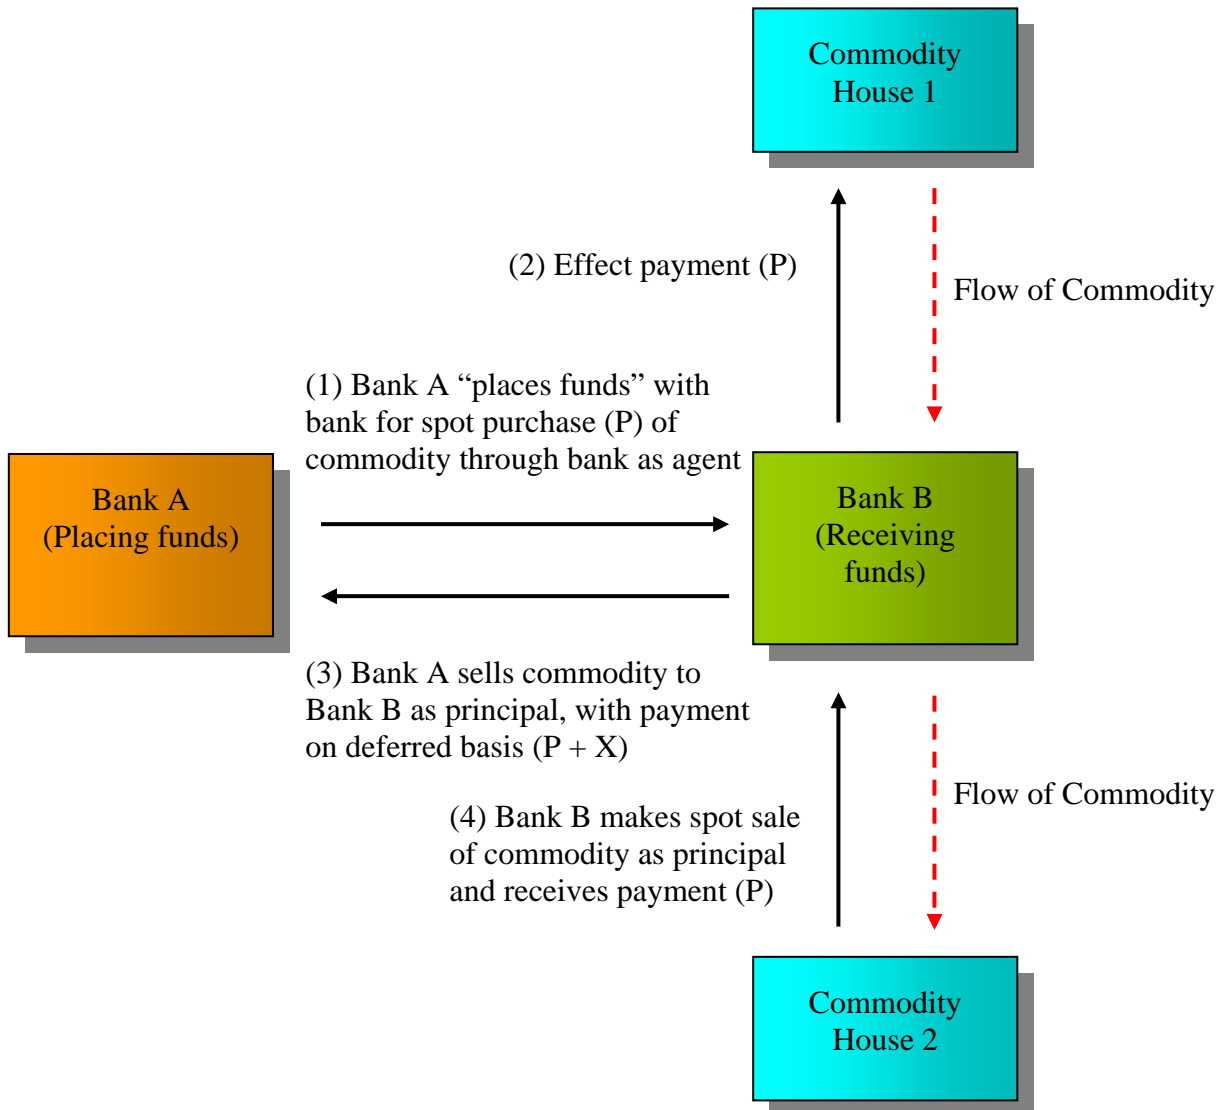 Commodity
House 1
(2) Effect payment (P)
Flow of Commodity
(1) Bank A “places funds” with
bank for spot purchase (P) of
commodity through bank as agent
Bank A
(Placing funds)
Bank B
(Receiving
funds)
(3) Bank A sells commodity to
Bank B as principal, with payment
on deferred basis (P + X)
Flow of Commodity
(4) Bank B makes spot sale
of commodity as principal
and receives payment (P)
Commodity
House 2